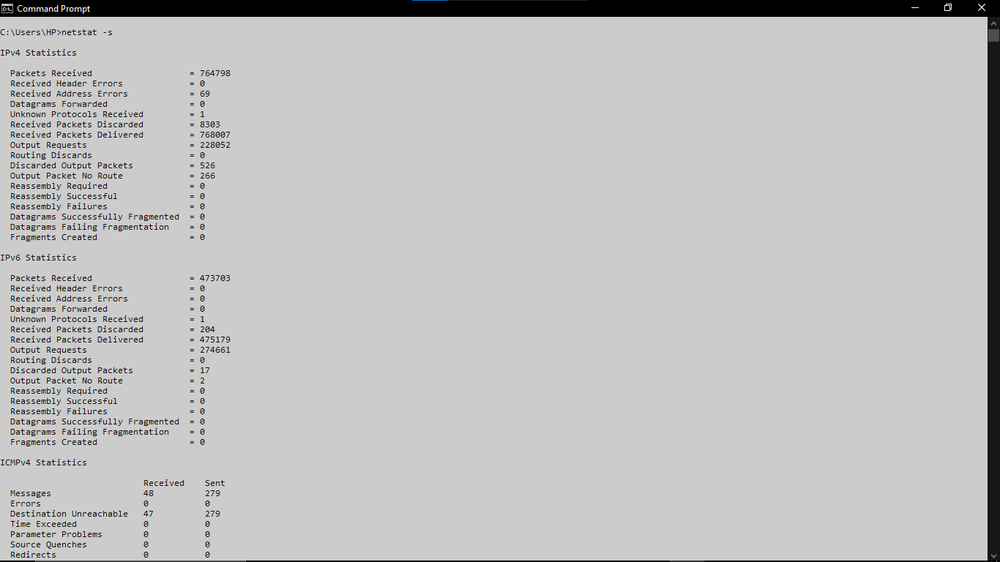 Command Prompt
C:\Users\HP>netstat -s
IPv4 Statistics
Packets Received = 764798
Received Header Errors = 0
Received Address Errors = 69
Datagrams Forwarded = 0
Unknown Protocols Received = 1
Received Packets Discarded = 8303
Received Packets Delivered = 768007
Output Requests = 228052
Routing Discards = 0
Discarded Output Packets = 526
Output Packet No Route = 266
Reassembly Required = 0
Reassembly Successful = 0
Reassembly Failures = 0
Datagrams Successfully Fragmented = 0
Datagrams Failing Fragmentation = 0
Fragments Created = 0
IPv6 Statistics
Packets Received = 473703
Received Header Errors = 0
Received Address Errors = 0
Datagrams Forwarded = 0
Unknown Protocols Received = 1
Received Packets Discarded = 204
Received Packets Delivered = 475179
Output Requests = 274661
Routing Discards = 0
Discarded Output Packets = 17
Output Packet No Route = 2
Reassembly Required = 0
Reassembly Successful = 0
Reassembly Failures = 0
Datagrams Successfully Fragmented = 0
Datagrams Failing Fragmentation = 0
Fragments Created = 0
ICMPv4 Statistics
Received Sent
Messages 48 279
Errors 0 0
Destination Unreachable 47 279
Time Exceeded 0 0
Parameter Problems 0 0
Source Quenches 0 0
Redirects 0 0